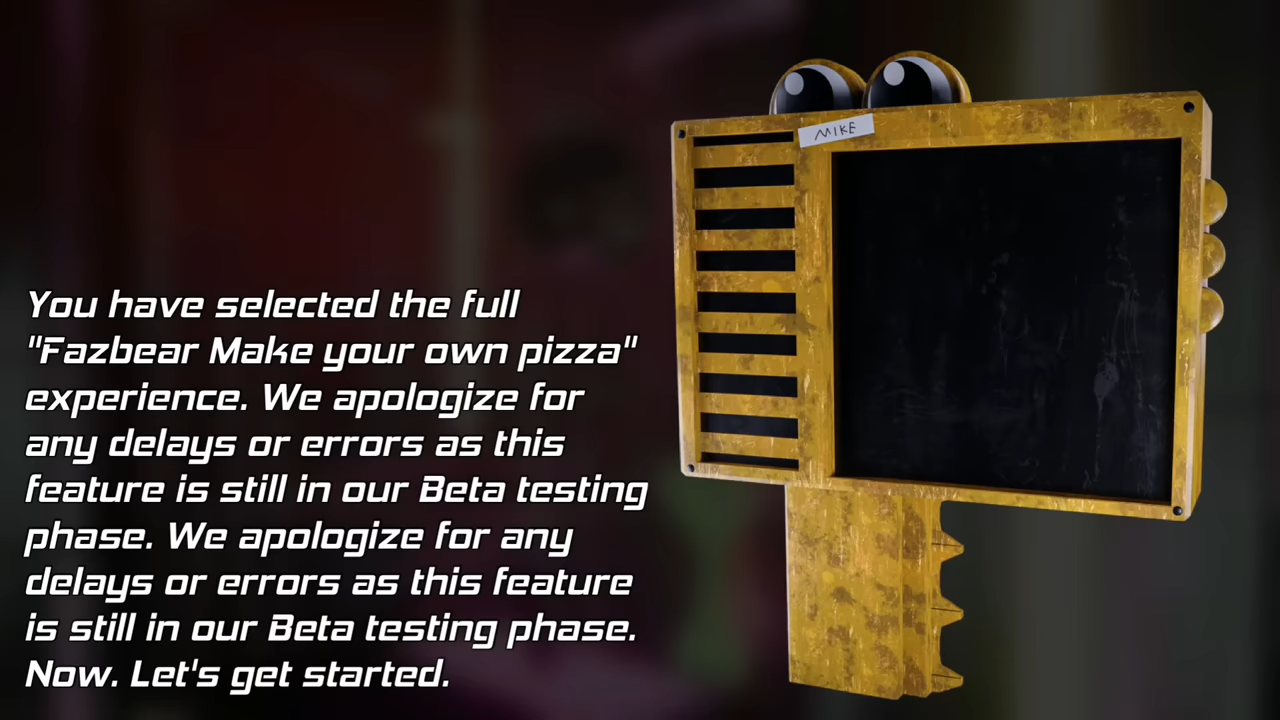 MIKE
You have selected the full
"Fazbear Make your own pizza"
experience. We apologize for
any delays or errors as this
feature is still in our Beta testing
phase. We apologize for any
delays or errors as this feature
is still in our Beta testing phase.
Now. Let's get started.